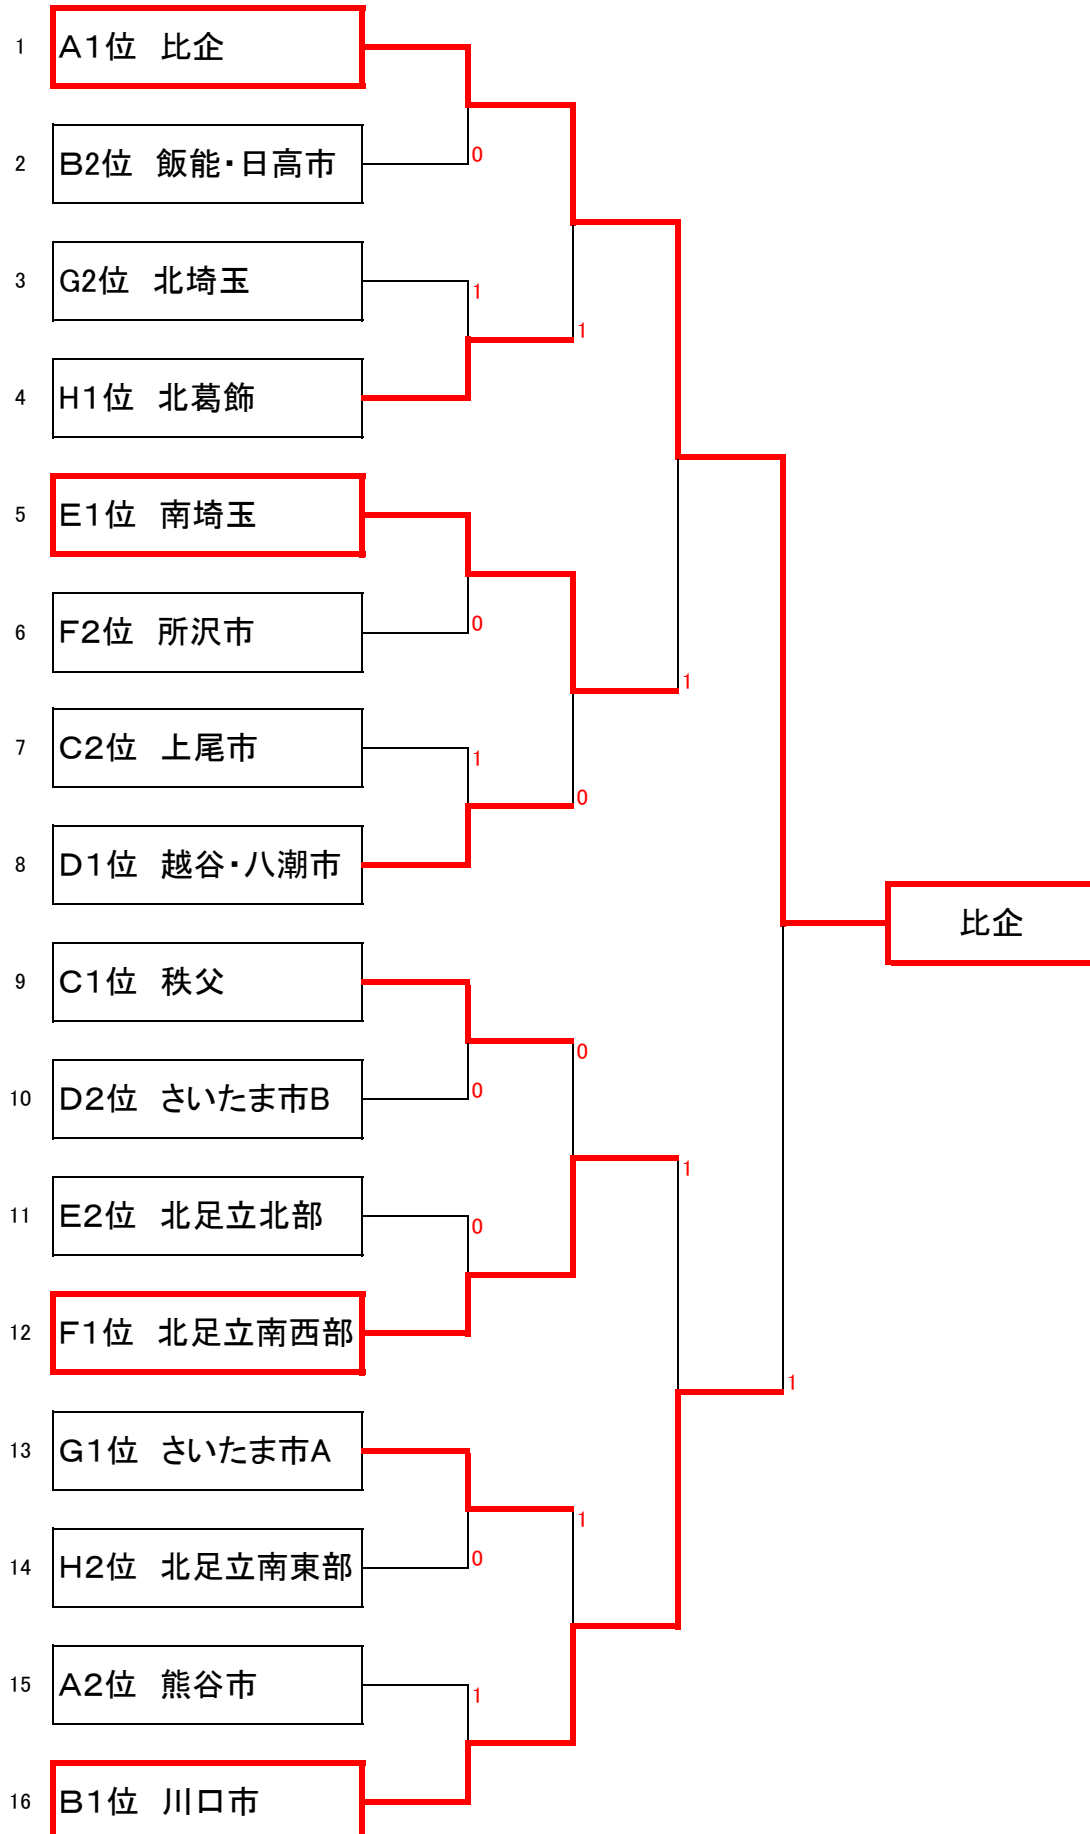 1 A1位 比企
0
2 B2位 飯能・日高市
3 G2位 北埼玉
1
1
4 H1位 北葛飾
5 E1位 南埼玉
0
6 F2位 所沢市
1
7 C2位 上尾市
1
0
8 D1位 越谷・八潮市
比企
9 C1位 秩父
0
0
10 D2位 さいたま市B
1
11 E2位 北足立北部
0
12 F1位 北足立南西部
1
13 G1位 さいたま市A
1
0
14 H2位 北足立南東部
15 A2位 熊谷市
1
16 B1位 川口市